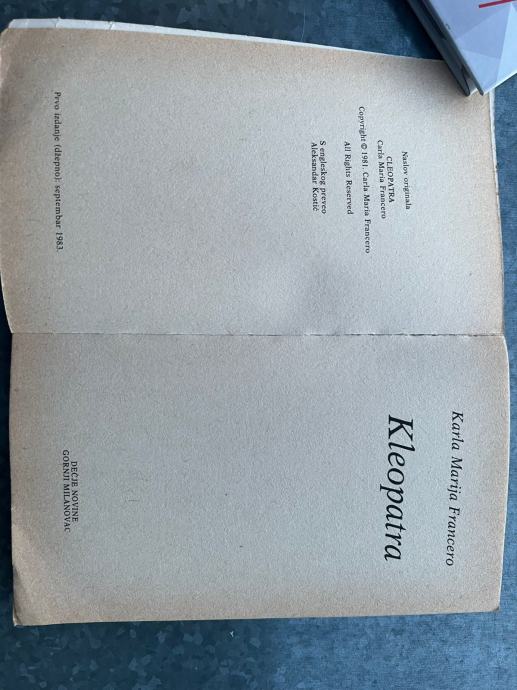 Naslov originala
CLEOPATRA
Carla Maria Francero
Copyright © 1981. Carla Maria Francero
All Rights Reserved
S engleskog preveo
Aleksandar Kostić
Prvo izdanje (džepno): septembar 1983.
Karla Marija Francero
Kleopatra
DEČJE NOVINE
GORNJI MILANOVAC